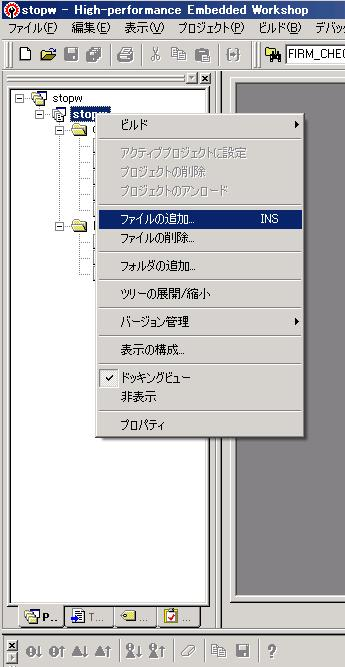 stopw - High-performance Embedded Workshop
ファイル(F) 編集(E) 表示(V) プロジェクト(P) ビルド(B) デバッ
FIRM_CHEC
stopw
stopw
ビルド
アクティブプロジェクトに設定
プロジェクトの削除
プロジェクトのアンロード
ファイルの追加... INS
ファイルの削除...
フォルダの追加...
ツリーの展開/縮小
バージョン管理
表示の構成...
ドッキングビュー
非表示
プロパティ
P.. T... ... ...